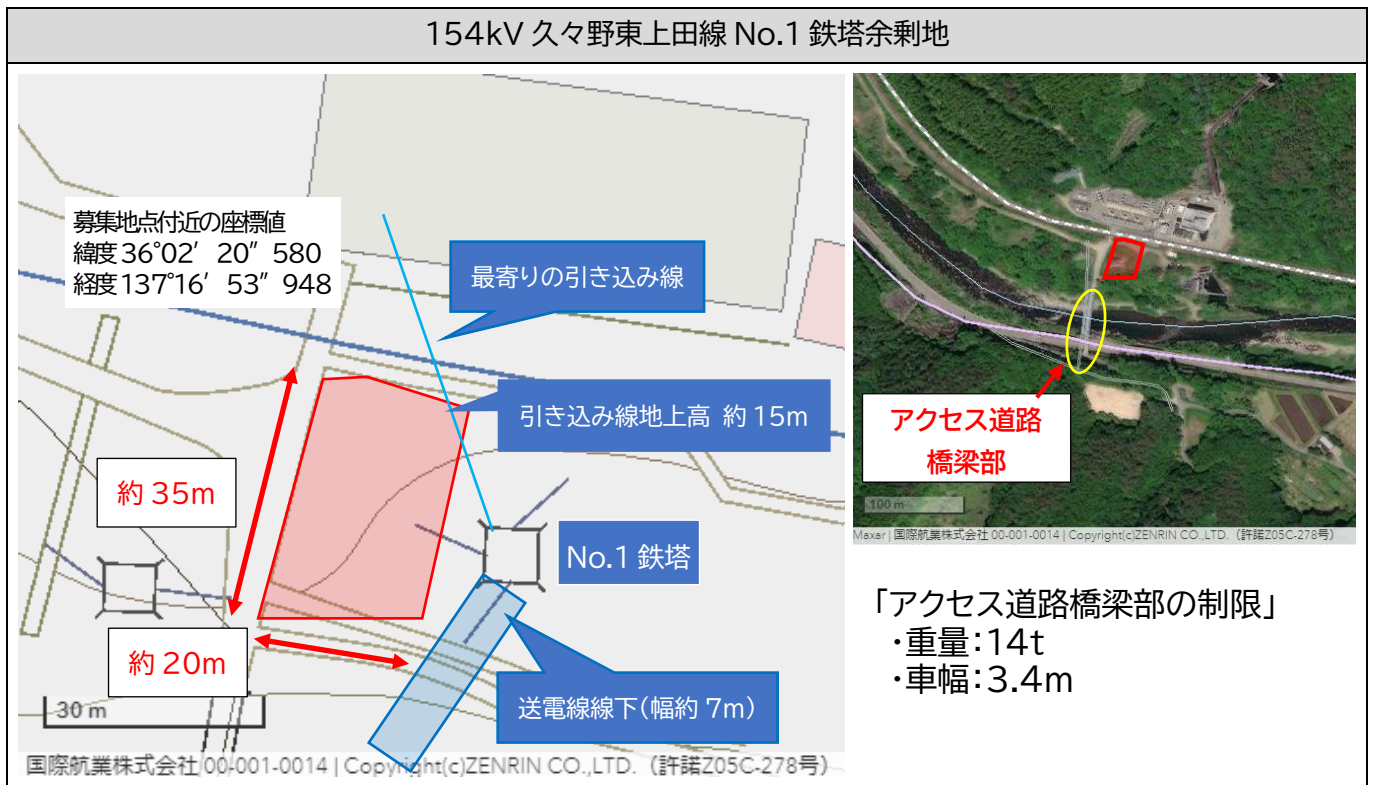 154kV 久々野東上田線 No.1 鉄塔余剰地
募集地点付近の座標値
緯度 36°02′ 20″ 580
経度 137°16′ 53″ 948
最寄りの引き込み線
引き込み線地上高 約 15m
約 35m
No.1 鉄塔
約 20m
送電線線下(幅約 7m)
30 m
国際航業株式会社 00-001-0014 | Copyright(c)ZENRIN CO.,LTD. (許諾Z05C-278号)
アクセス道路
橋梁部
100 m
Maxar | 国際航業株式会社 00-001-0014 | Copyright(c)ZENRIN CO.,LTD. (許諾Z05C-278号)
「アクセス道路橋梁部の制限」
・重量:14t
・車幅:3.4m